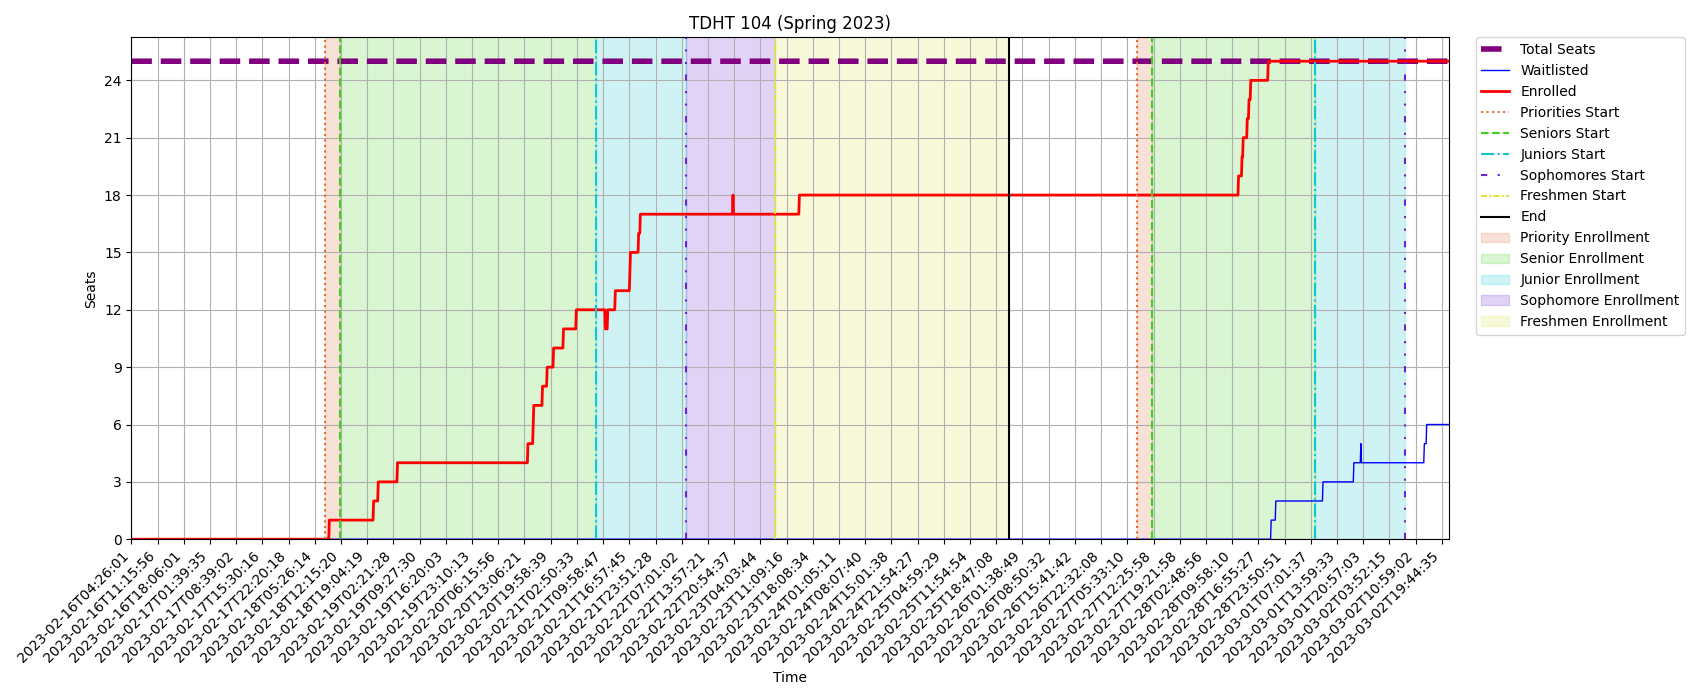 TDHT 104 (Spring 2023)
Seats
24
21
18
15
12
9
6
3
0
2023-02-16T04:26:01
2023-02-16T11:15:56
2023-02-16T18:06:01
2023-02-17T01:39:35
2023-02-17T08:39:02
2023-02-17T15:30:16
2023-02-17T22:20:18
2023-02-18T05:26:14
2023-02-18T12:15:20
2023-02-18T19:04:19
2023-02-19T02:21:28
2023-02-19T09:27:30
2023-02-19T16:20:03
2023-02-19T23:10:13
2023-02-20T06:15:56
2023-02-20T13:06:21
2023-02-20T19:58:39
2023-02-21T02:50:33
2023-02-21T09:58:47
2023-02-21T16:57:45
2023-02-21T23:51:28
2023-02-22T07:01:02
2023-02-22T13:57:21
2023-02-22T20:54:37
2023-02-23T04:03:44
2023-02-23T11:09:16
2023-02-23T18:08:34
2023-02-24T01:05:11
2023-02-24T08:07:40
2023-02-24T15:01:38
2023-02-24T21:54:27
2023-02-25T04:59:29
2023-02-25T11:54:54
2023-02-25T18:47:08
2023-02-26T01:38:49
2023-02-26T08:50:32
2023-02-26T15:41:42
2023-02-26T22:32:08
2023-02-27T05:33:10
2023-02-27T12:25:58
2023-02-27T19:21:58
2023-02-28T02:48:56
2023-02-28T09:58:10
2023-02-28T16:55:27
2023-02-28T23:50:51
2023-03-01T07:01:37
2023-03-01T13:59:33
2023-03-01T20:57:03
2023-03-02T03:52:15
2023-03-02T10:59:02
2023-03-02T19:44:35
Time
Total Seats
Waitlisted
Enrolled
Priorities Start
Seniors Start
Juniors Start
Sophomores Start
Freshmen Start
End
Priority Enrollment
Senior Enrollment
Junior Enrollment
Sophomore Enrollment
Freshmen Enrollment